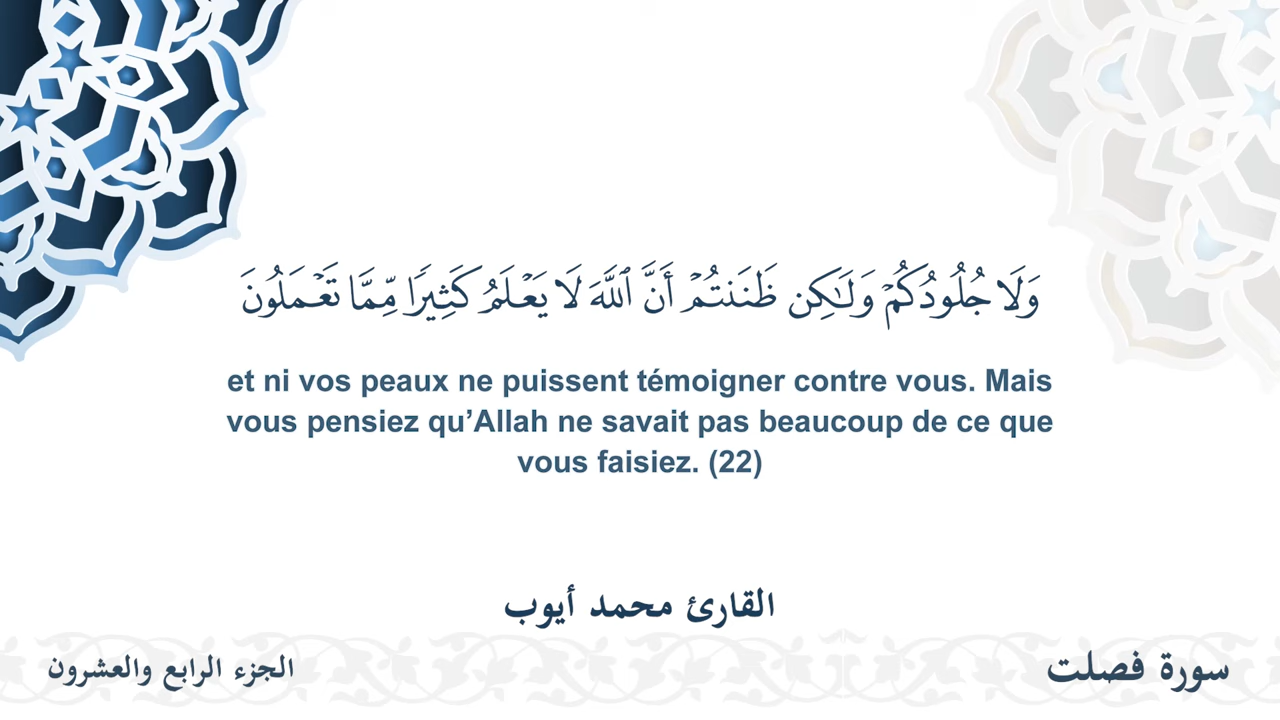 وَلَا جُلُودُكُمْ وَلَـٰكِن ظَنَنتُمْ أَنَّ ٱللَّهَ لَا يَعْلَمُ كَثِيرًا مِّمَّا تَعْمَلُونَ
et ni vos peaux ne puissent témoigner contre vous. Mais
vous pensiez qu’Allah ne savait pas beaucoup de ce que
vous faisiez. (22)
القارئ محمد أيوب
سورة فصلت
الجزء الرابع والعشرون